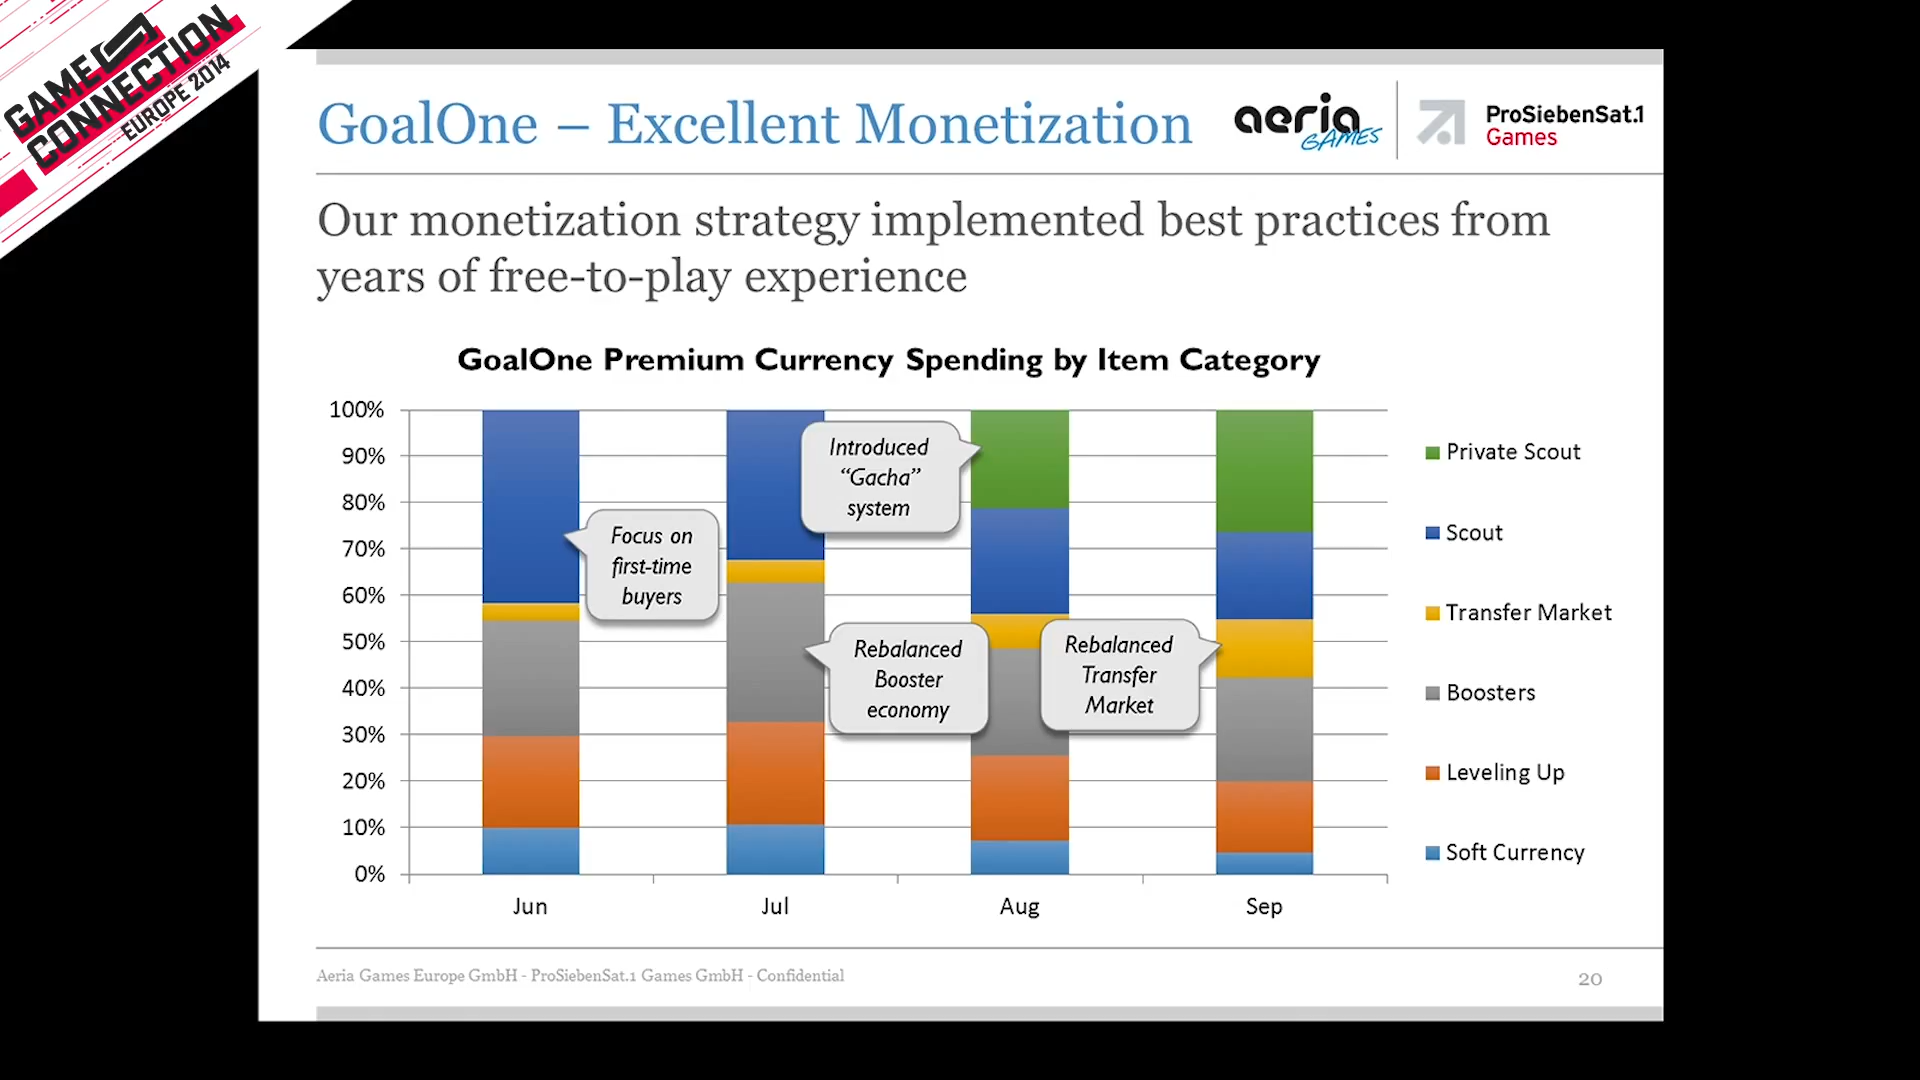 GAME
CONNECTION
EUROPE 2014
GoalOne – Excellent Monetization
aeria
GAMES
ProSiebenSat.1
Games
Our monetization strategy implemented best practices from
years of free-to-play experience
GoalOne Premium Currency Spending by Item Category
100%
90%
80%
70%
60%
50%
40%
30%
20%
10%
0%
Focus on
first-time
buyers
Introduced
“Gacha”
system
Rebalanced
Booster
economy
Rebalanced
Transfer
Market
Jun
Jul
Aug
Sep
Private Scout
Scout
Transfer Market
Boosters
Leveling Up
Soft Currency
Aeria Games Europe GmbH - ProSiebenSat.1 Games GmbH - Confidential
20